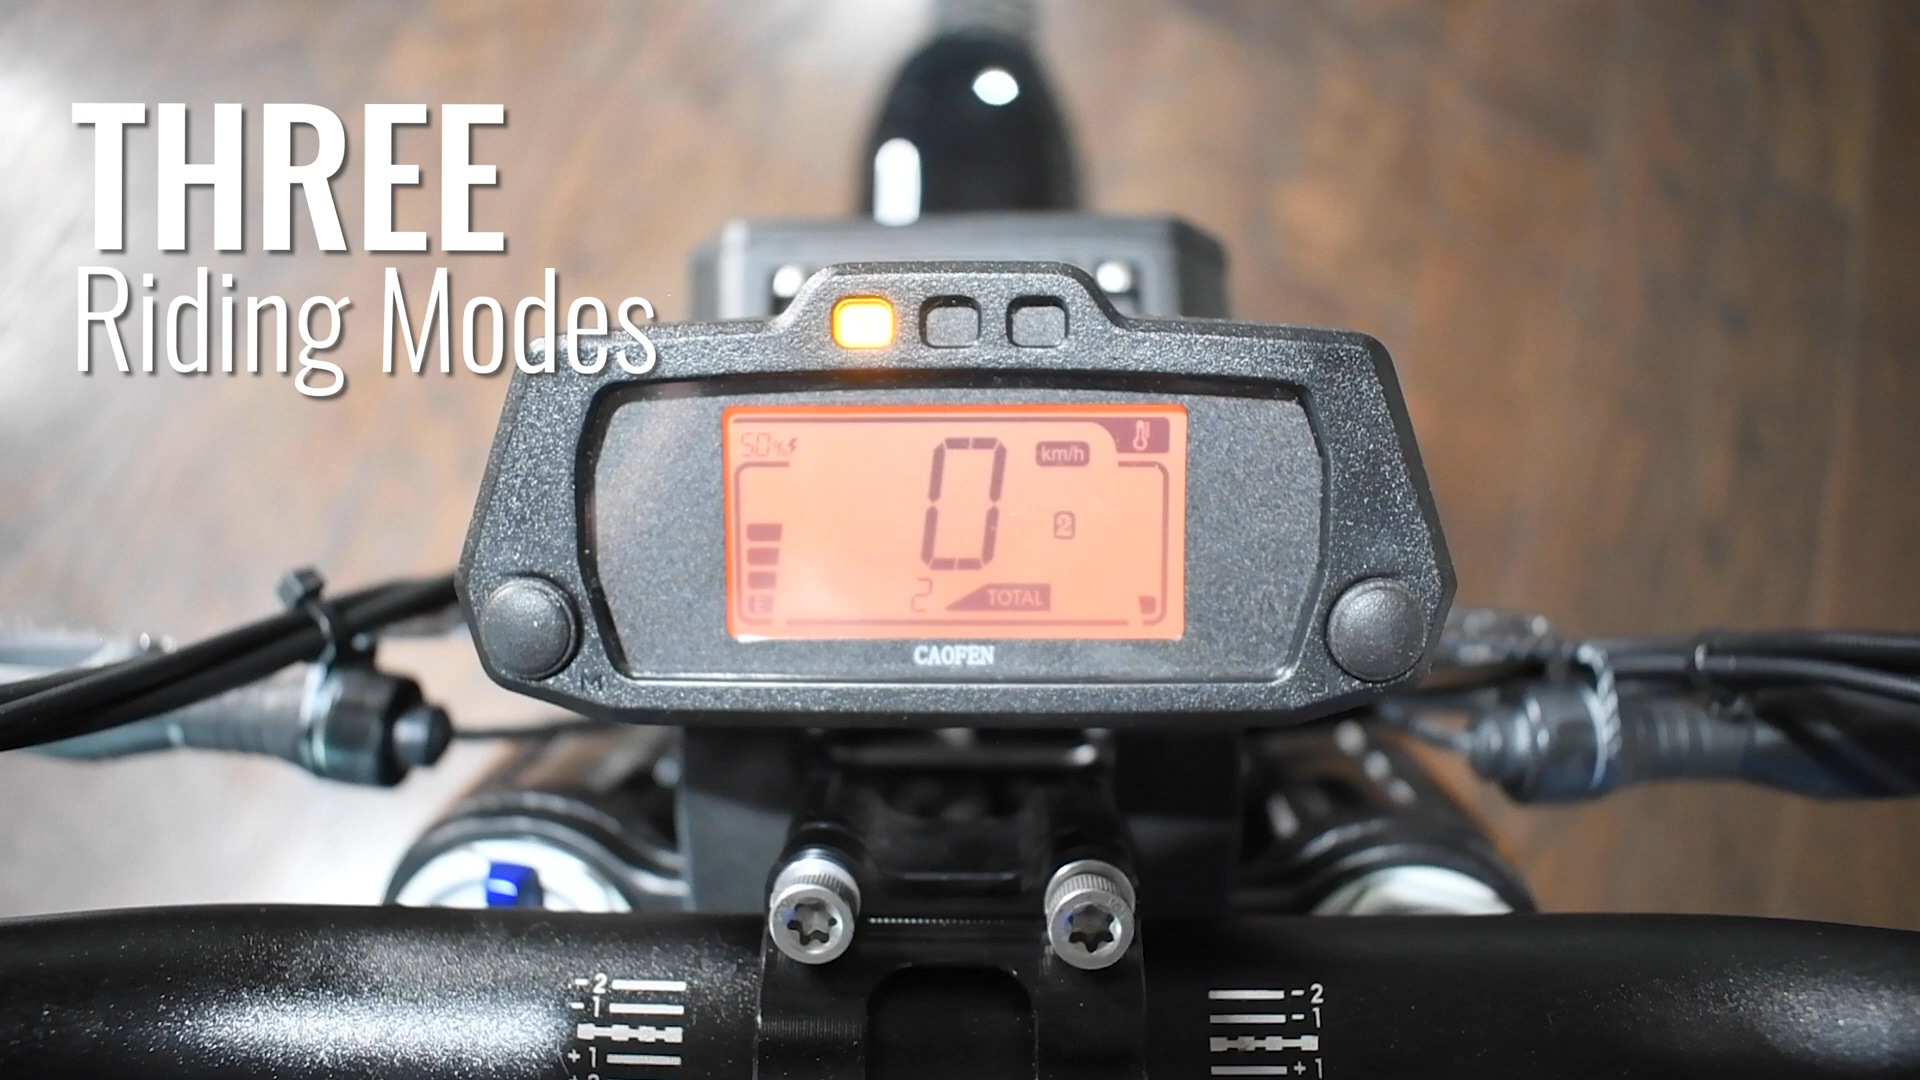 THREE
Riding Modes
50%
0
km/h
2
E
2
TOTAL
CAOFEN
-2
-2
-1
-1
+1
+1